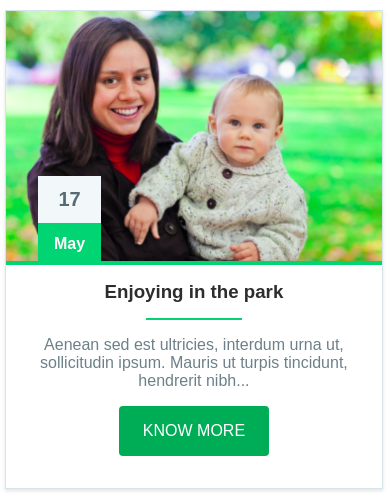 17
May
Enjoying in the park
Aenean sed est ultricies, interdum urna ut,
sollicitudin ipsum. Mauris ut turpis tincidunt,
hendrerit nibh...
KNOW MORE